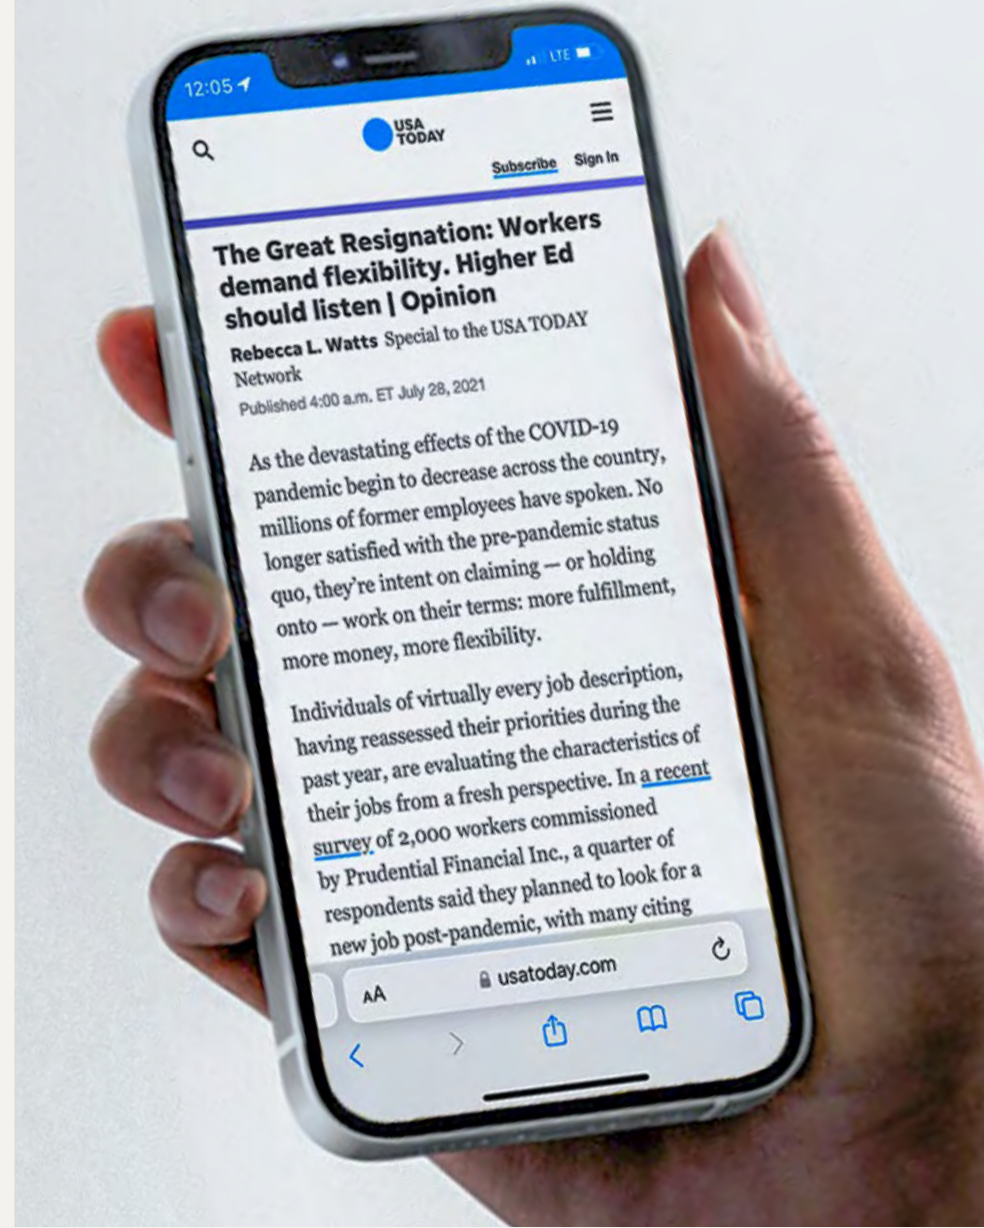 12:05
LTE
USA
TODAY
Subscribe Sign In
The Great Resignation: Workers
demand flexibility. Higher Ed
should listen | Opinion
Rebecca L. Watts Special to the USA TODAY
Network
Published 4:00 a.m. ET July 28, 2021
As the devastating effects of the COVID-19
pandemic begin to decrease across the country,
millions of former employees have spoken. No
longer satisfied with the pre-pandemic status
quo, they’re intent on claiming — or holding
onto — work on their terms: more fulfillment,
more money, more flexibility.
Individuals of virtually every job description,
having reassessed their priorities during the
past year, are evaluating the characteristics of
their jobs from a fresh perspective. In a recent
survey of 2,000 workers commissioned
by Prudential Financial Inc., a quarter of
respondents said they planned to look for a
new job post-pandemic, with many citing
AA usatoday.com